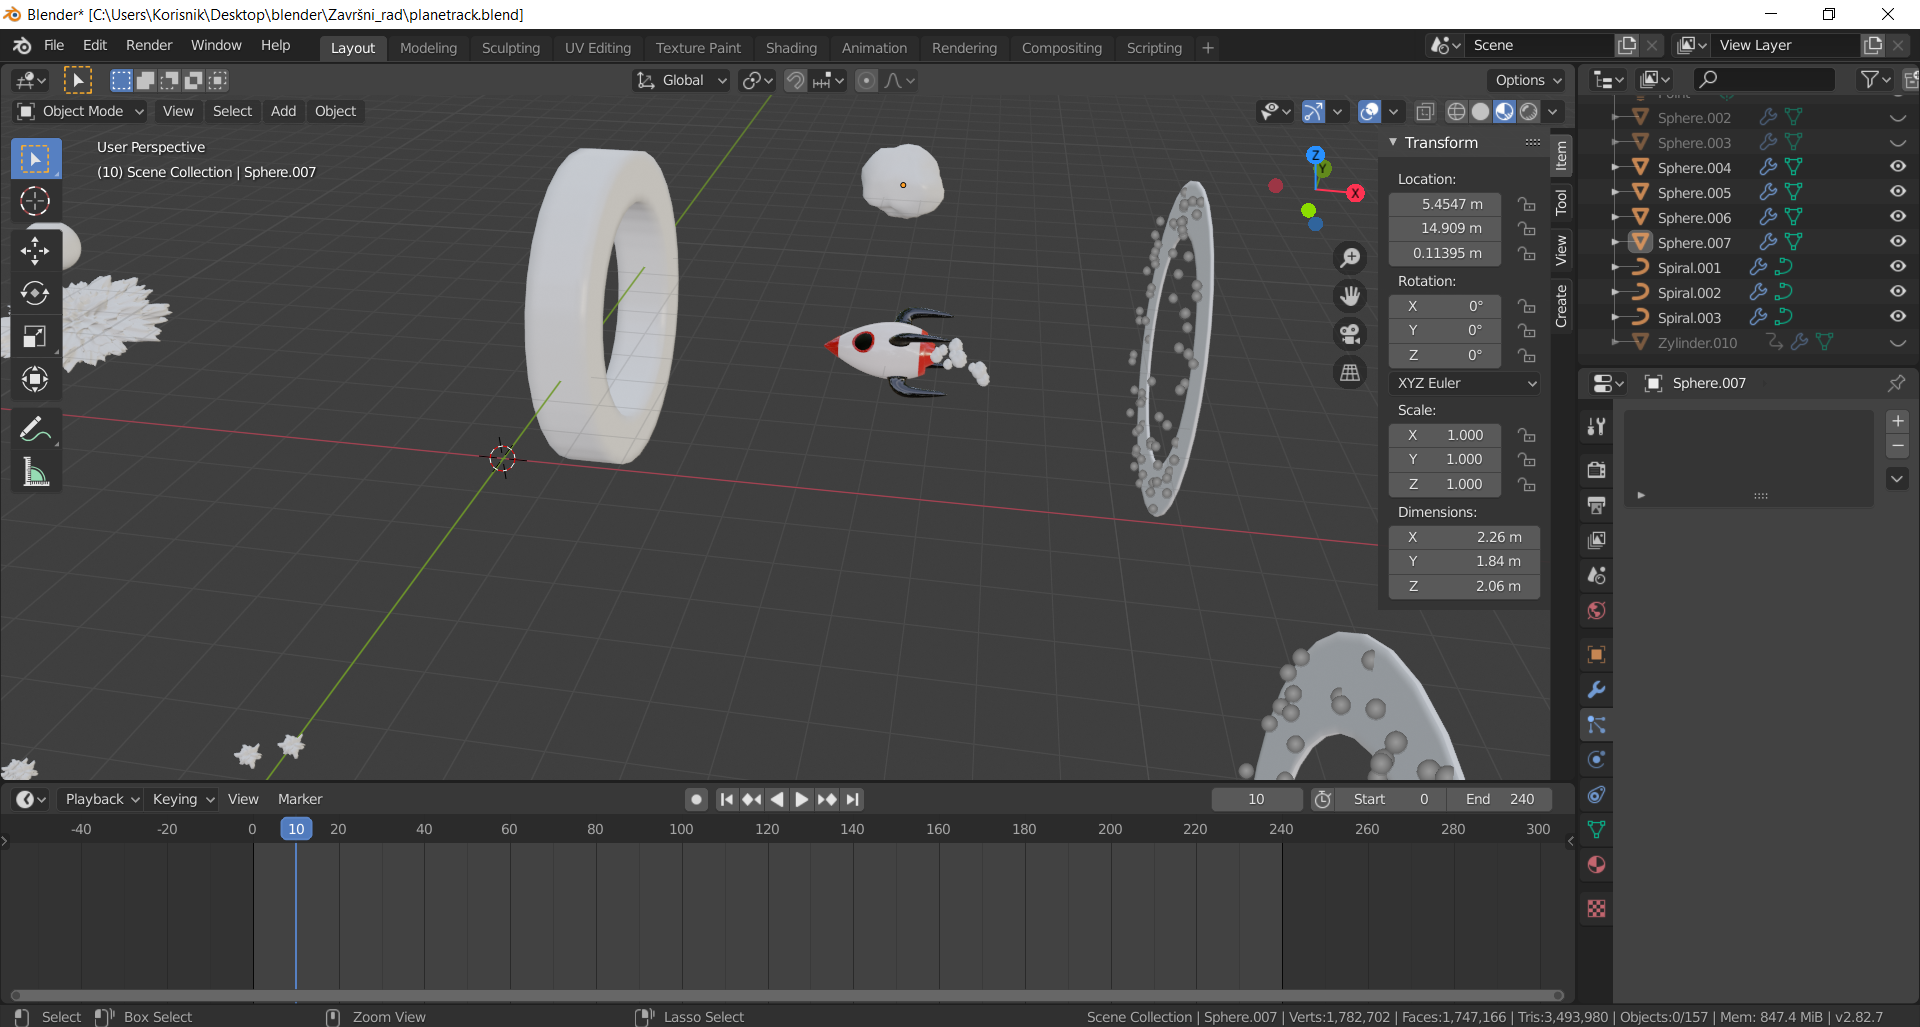 Blender* [C:\Users\Korisnik\Desktop\blender\Završni_rad\planetrack.blend]
File Edit Render Window Help Layout Modeling Sculpting UV Editing Texture Paint Shading Animation Rendering Compositing Scripting + Scene View Layer
Global Options
Object Mode View Select Add Object
User Perspective
(10) Scene Collection | Sphere.007
Z
Y
X
Transform
Location:
5.4547 m
14.909 m
0.11395 m
Rotation:
X 0°
Y 0°
Z 0°
XYZ Euler
Scale:
X 1.000
Y 1.000
Z 1.000
Dimensions:
X 2.26 m
Y 1.84 m
Z 2.06 m
Item
Tool
View
Create
Point
Sphere.002
Sphere.003
Sphere.004
Sphere.005
Sphere.006
Sphere.007
Spiral.001
Spiral.002
Spiral.003
Zylinder.010
Sphere.007
Playback Keying View Marker 10 Start 0 End 240
-40 -20 0 10 20 40 60 80 100 120 140 160 180 200 220 240 260 280 300
Select Box Select Zoom View Lasso Select Scene Collection | Sphere.007 | Verts:1,782,702 | Faces:1,747,166 | Tris:3,493,980 | Objects:0/157 | Mem: 847.4 MiB | v2.82.7